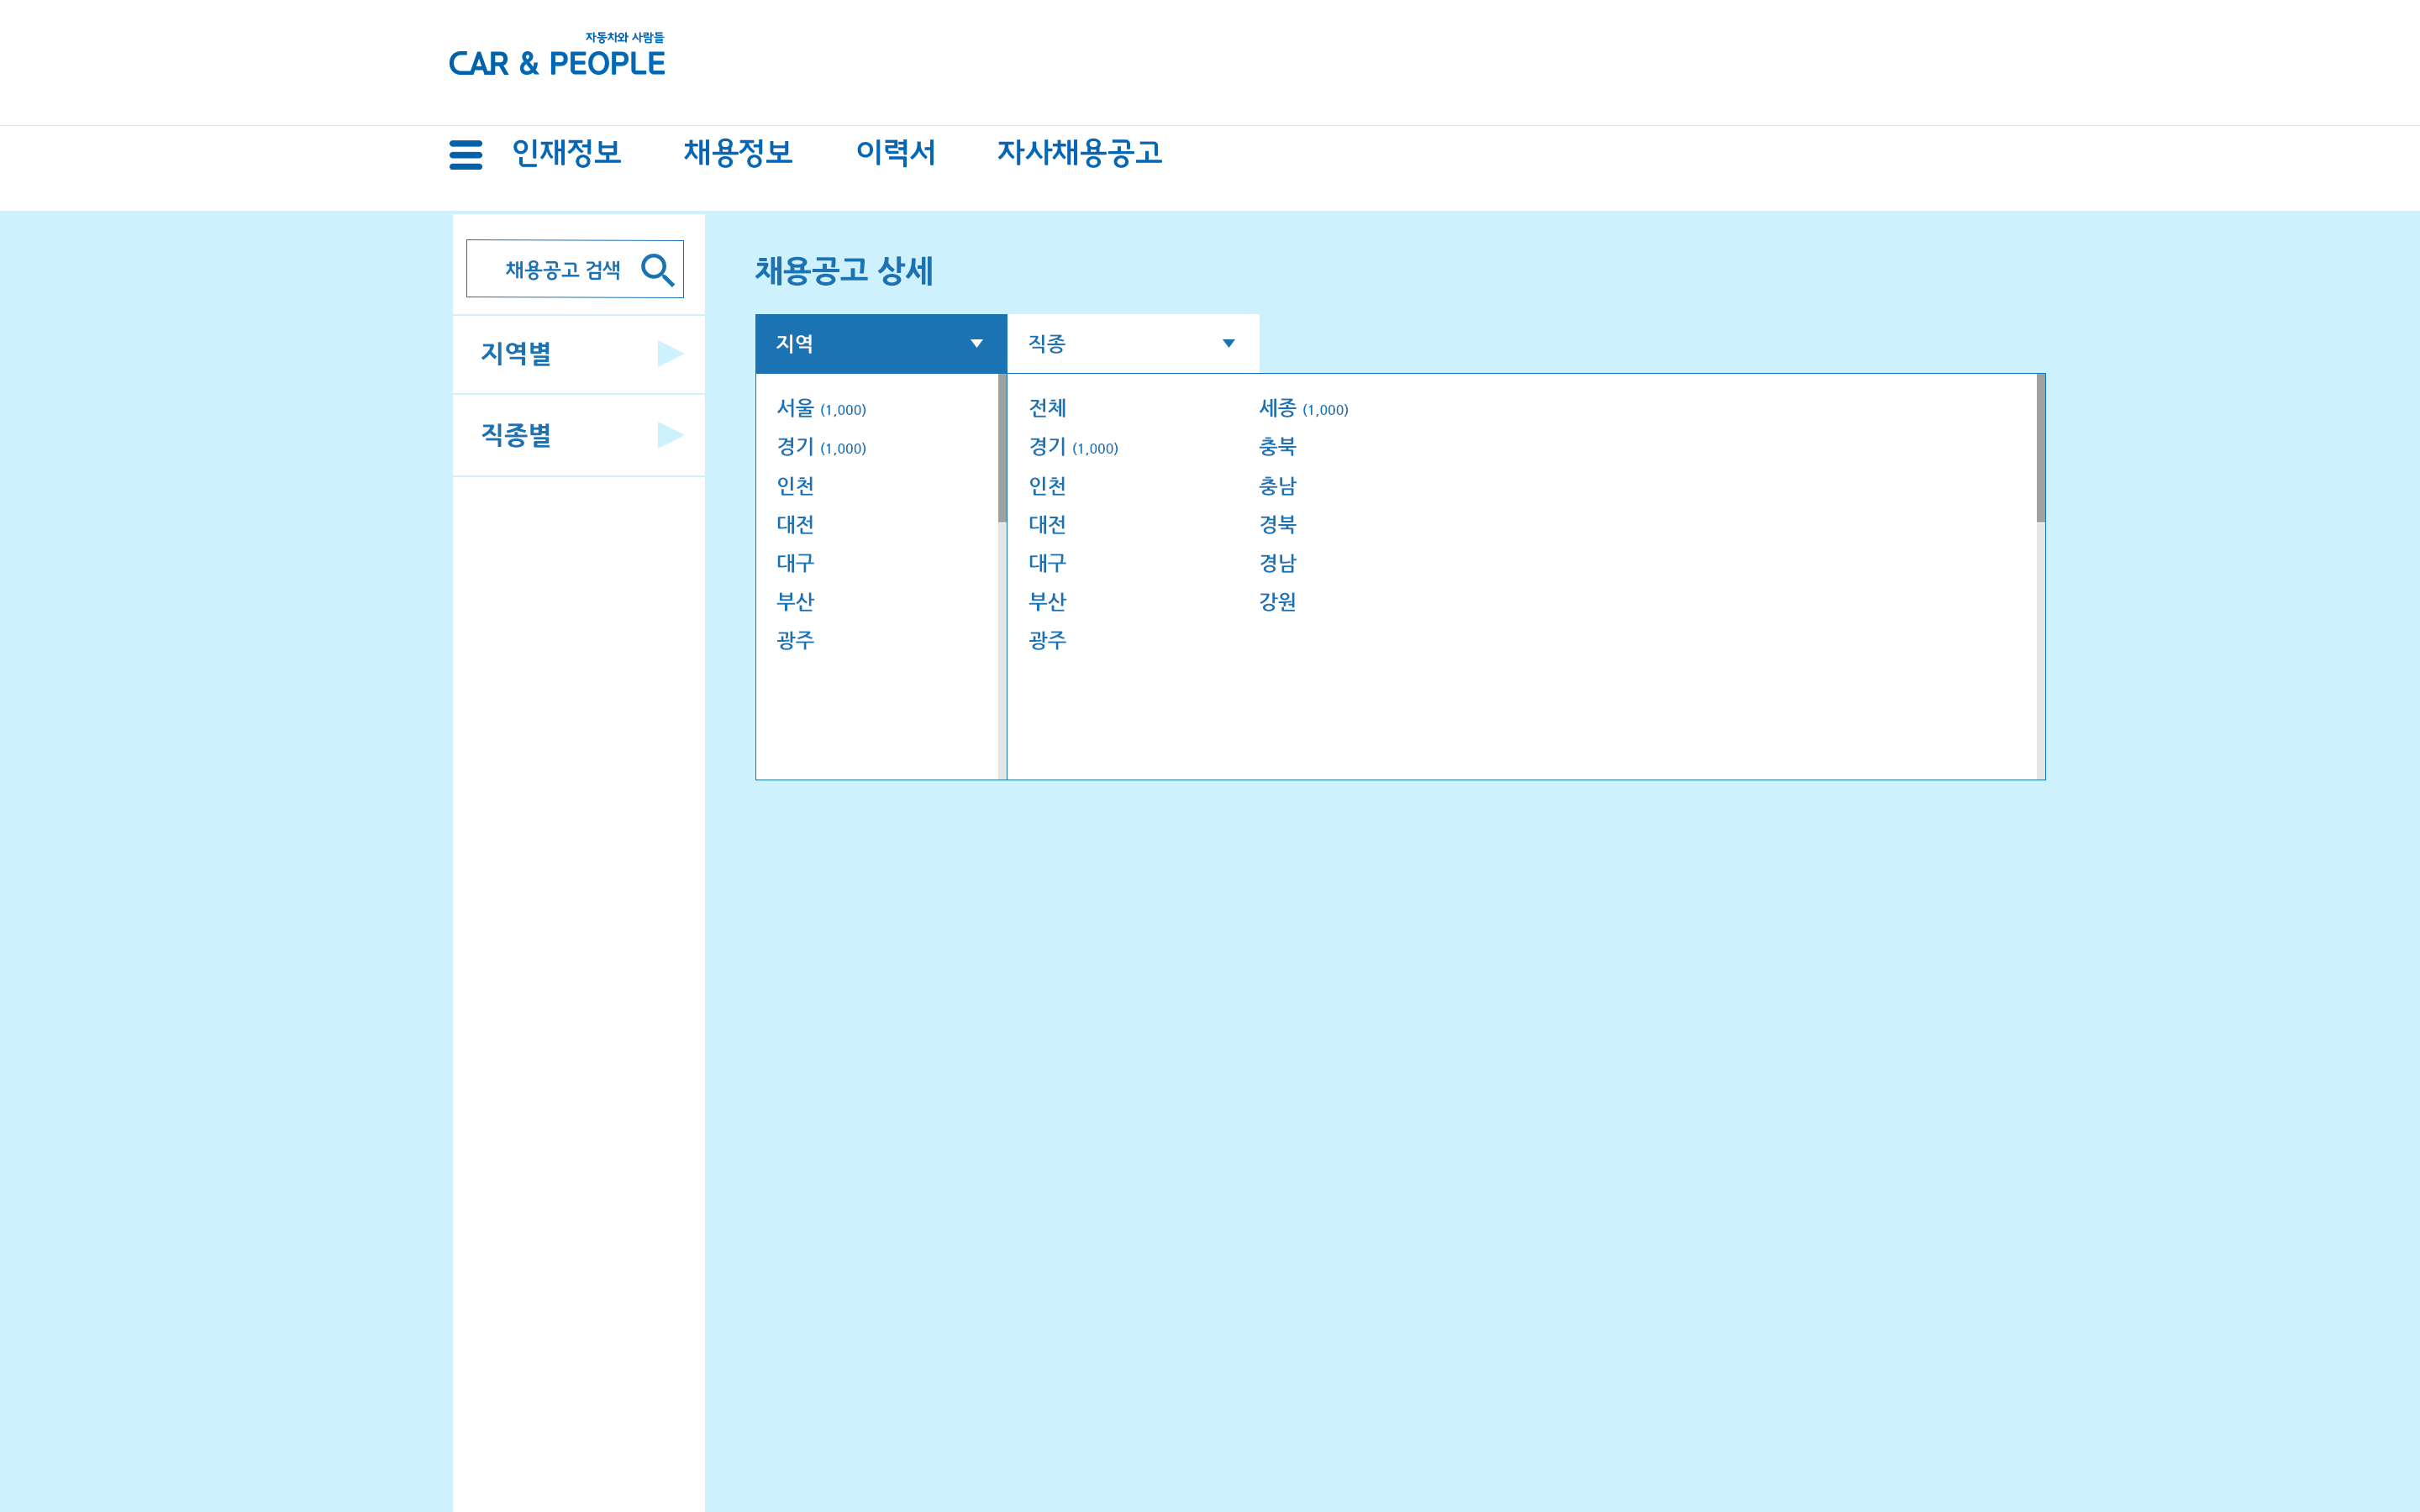 자동차와 사람들
CAR & PEOPLE
인재정보 채용정보 이력서 자사채용공고
채용공고 검색
지역별
직종별
채용공고 상세
지역 직종
서울 (1,000)
경기 (1,000)
인천
대전
대구
부산
광주
전체
경기 (1,000)
인천
대전
대구
부산
광주
세종 (1,000)
충북
충남
경북
경남
강원